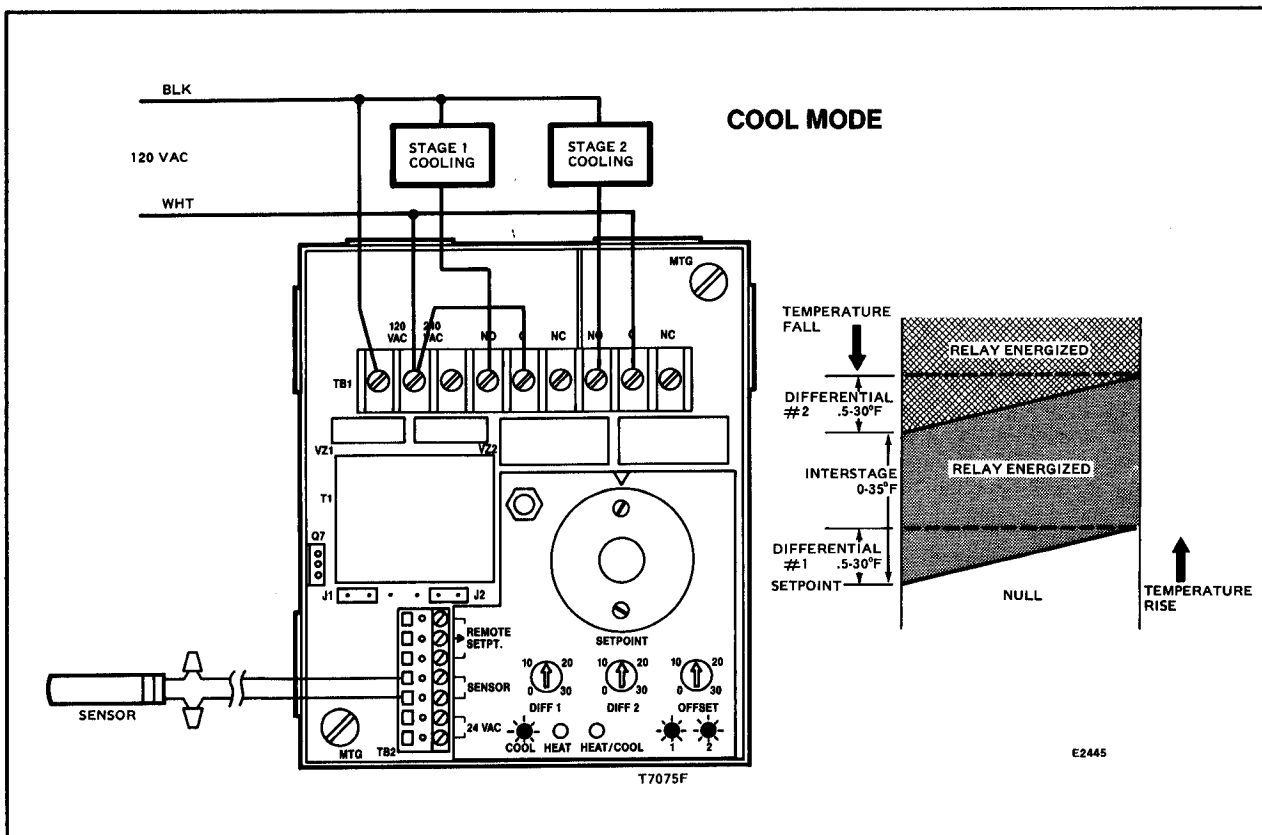 BLK
COOL MODE
STAGE 1
COOLING
STAGE 2
COOLING
120 VAC
WHT
MTG
120
VAC
240
VAC
NO
C
NC
NO
C
NC
TB1
VZ1
VZ2
T1
Q7
J1
J2
REMOTE
SETPT.
SENSOR
24 VAC
TB2
MTG
SENSOR
SETPOINT
10
20
0
30
DIFF 1
10
20
0
30
DIFF 2
10
20
0
30
OFFSET
COOL
HEAT
HEAT/COOL
1
2
T7075F
TEMPERATURE
FALL
RELAY ENERGIZED
DIFFERENTIAL
#2 .5-30°F
INTERSTAGE
0-35°F
RELAY ENERGIZED
DIFFERENTIAL
#1 .5-30°F
SETPOINT
NULL
TEMPERATURE
RISE
E2445